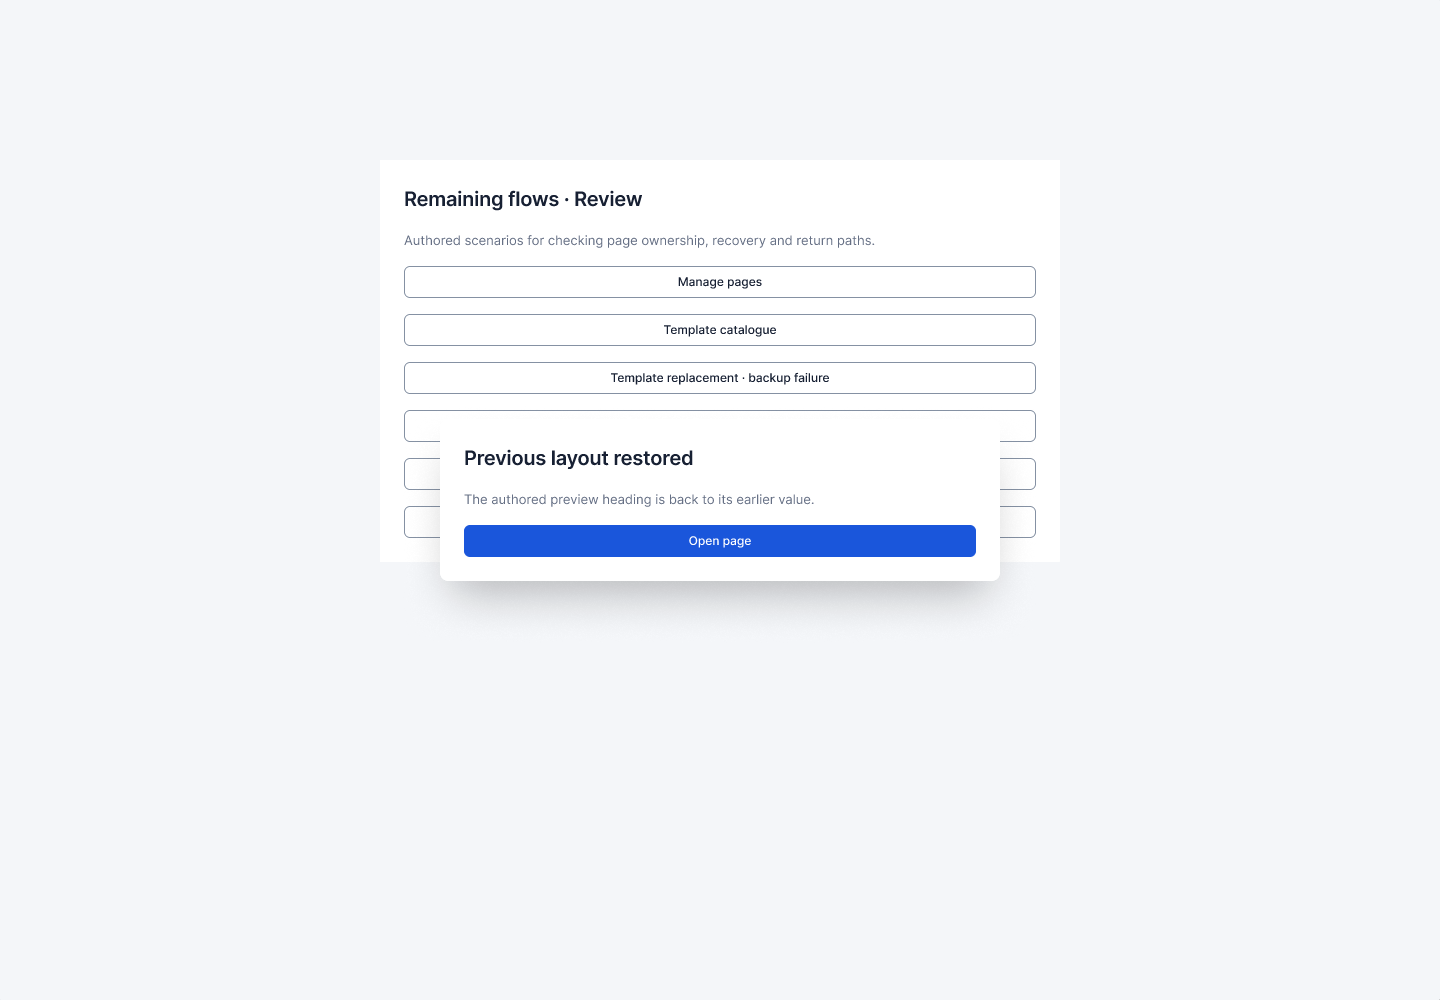 Remaining flows · Review
Authored scenarios for checking page ownership, recovery and return paths.
Manage pages
Template catalogue
Template replacement · backup failure
Previous layout restored
The authored preview heading is back to its earlier value.
Open page